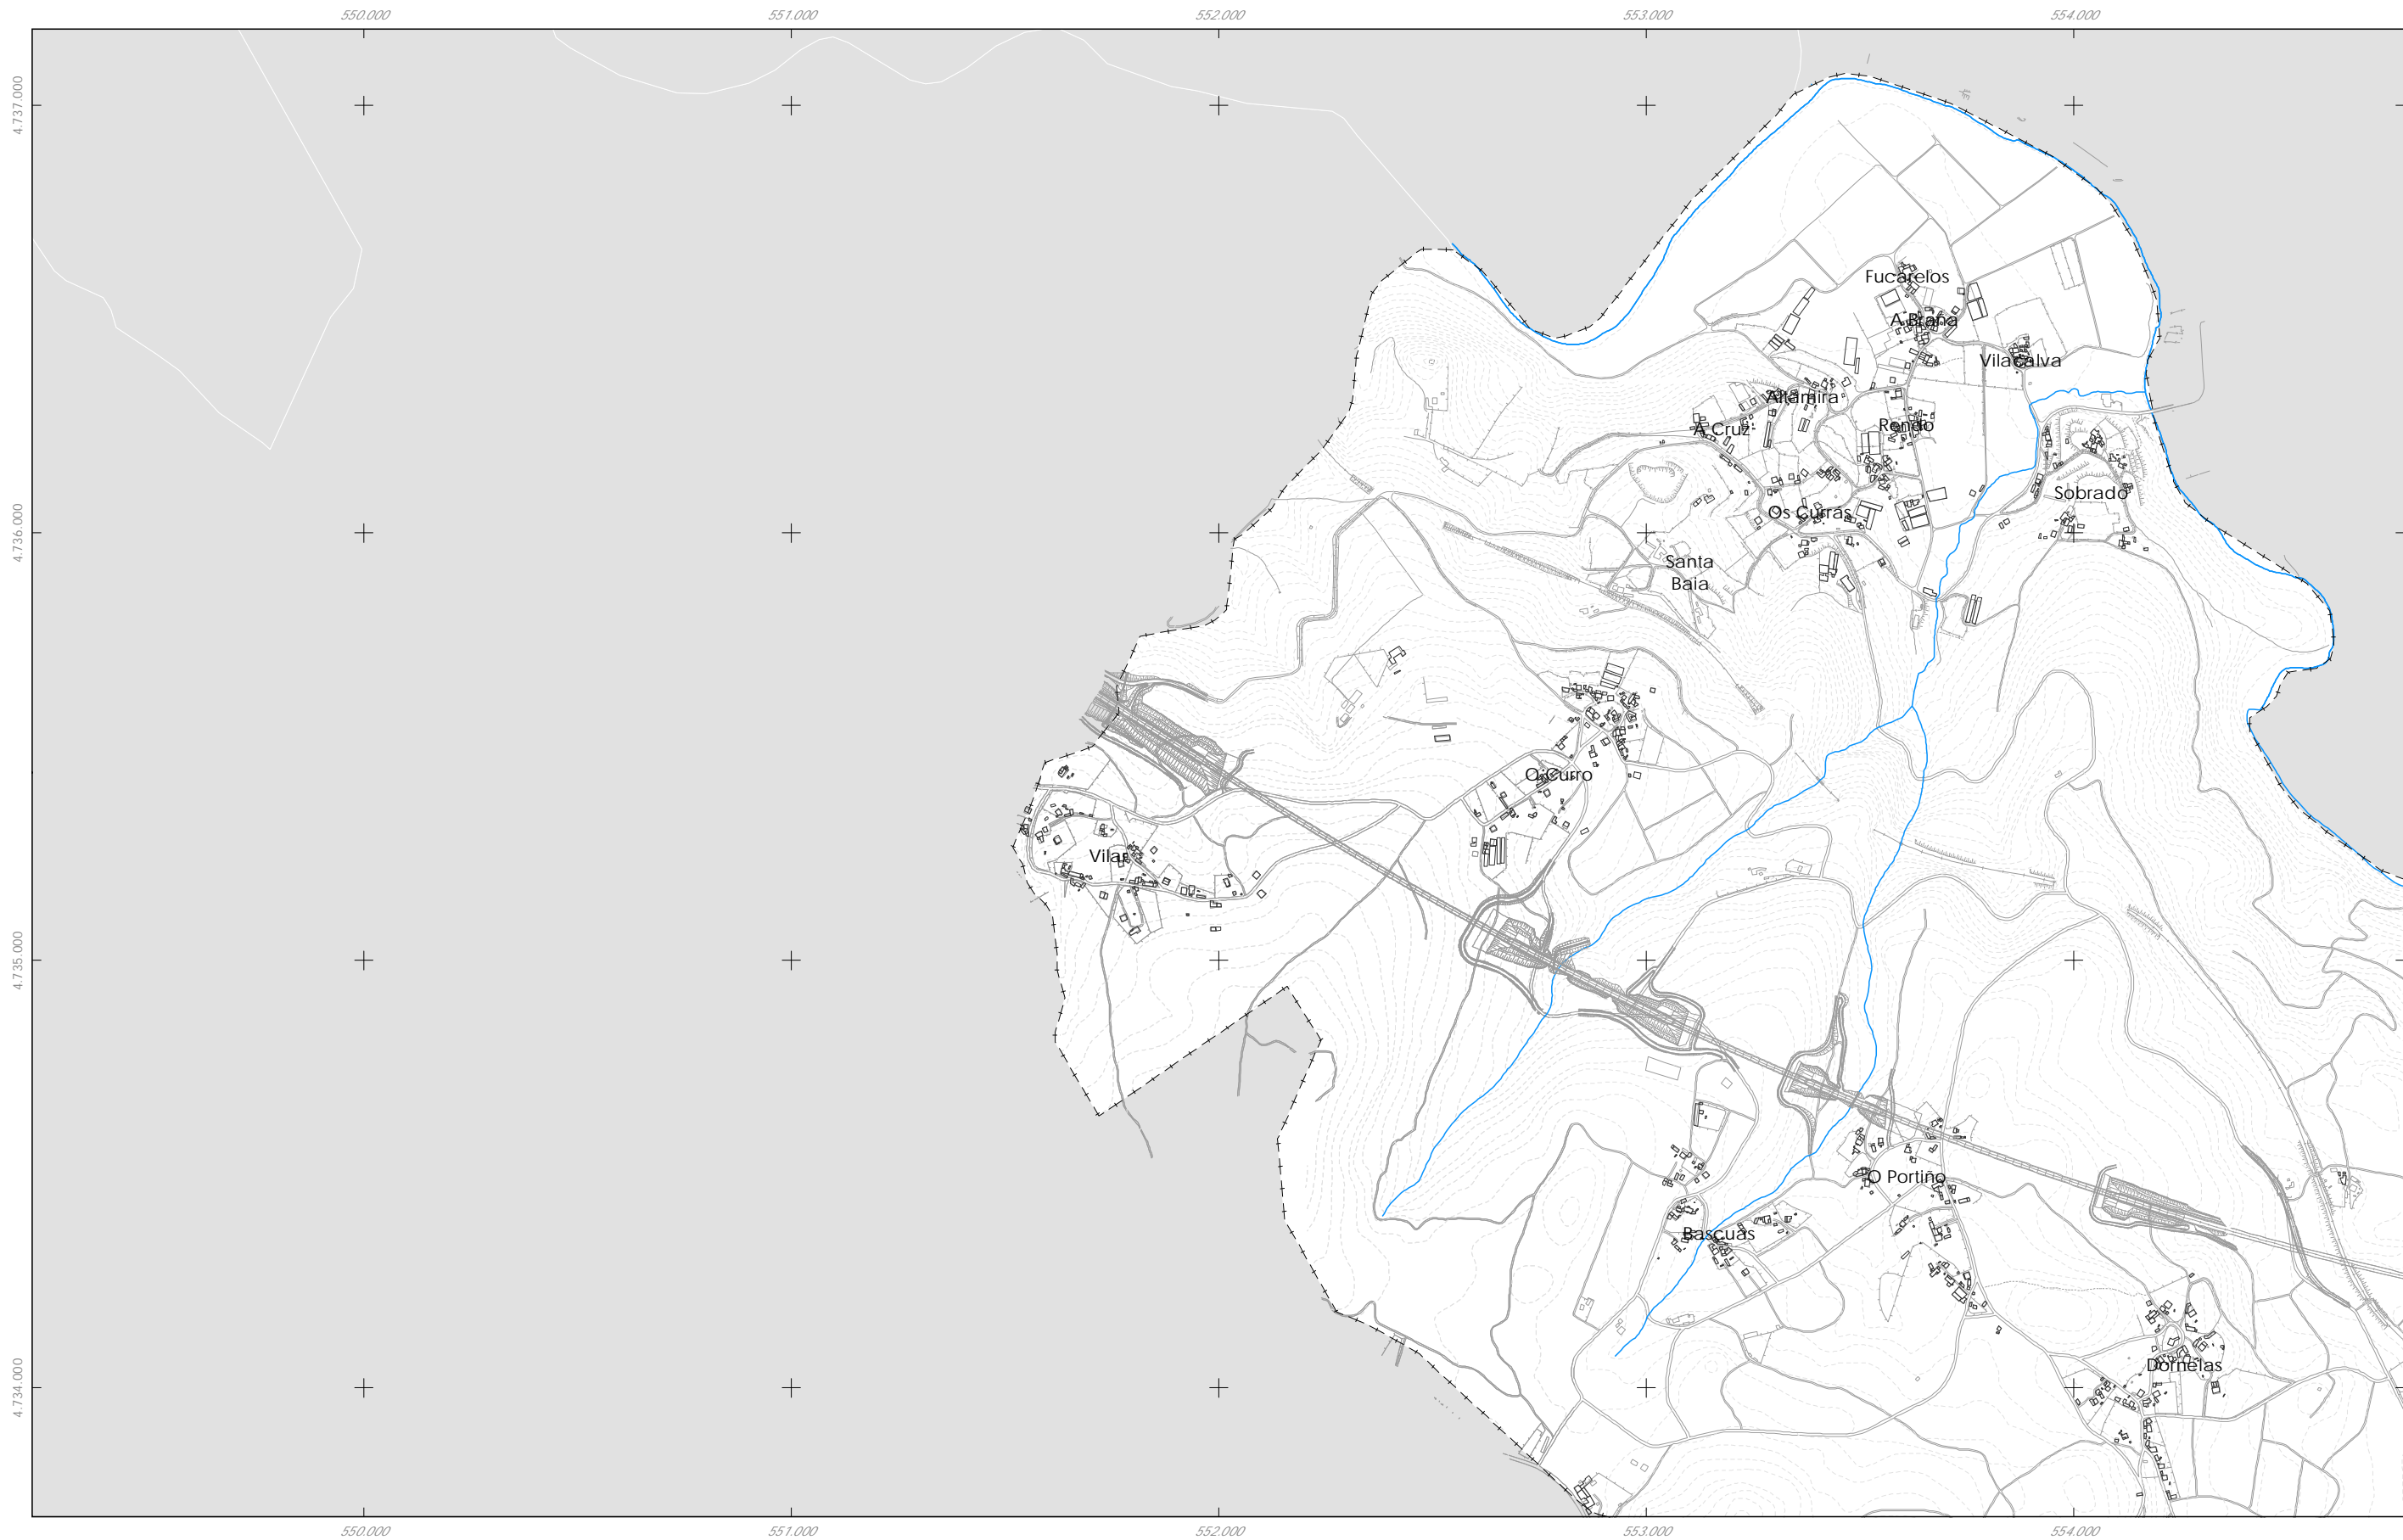 550.000
551.000
552.000
553.000
554.000
4.737.000
Fucarelos
A Braña
Vilacalva
Altamira
A Cruz
Rendo
Sobrado
Os Currás
4.736.000
Santa
Baia
O Curro
Vilar
4.735.000
O Portiño
Bascuas
Dornelas
4.734.000
550.000
551.000
552.000
553.000
554.000